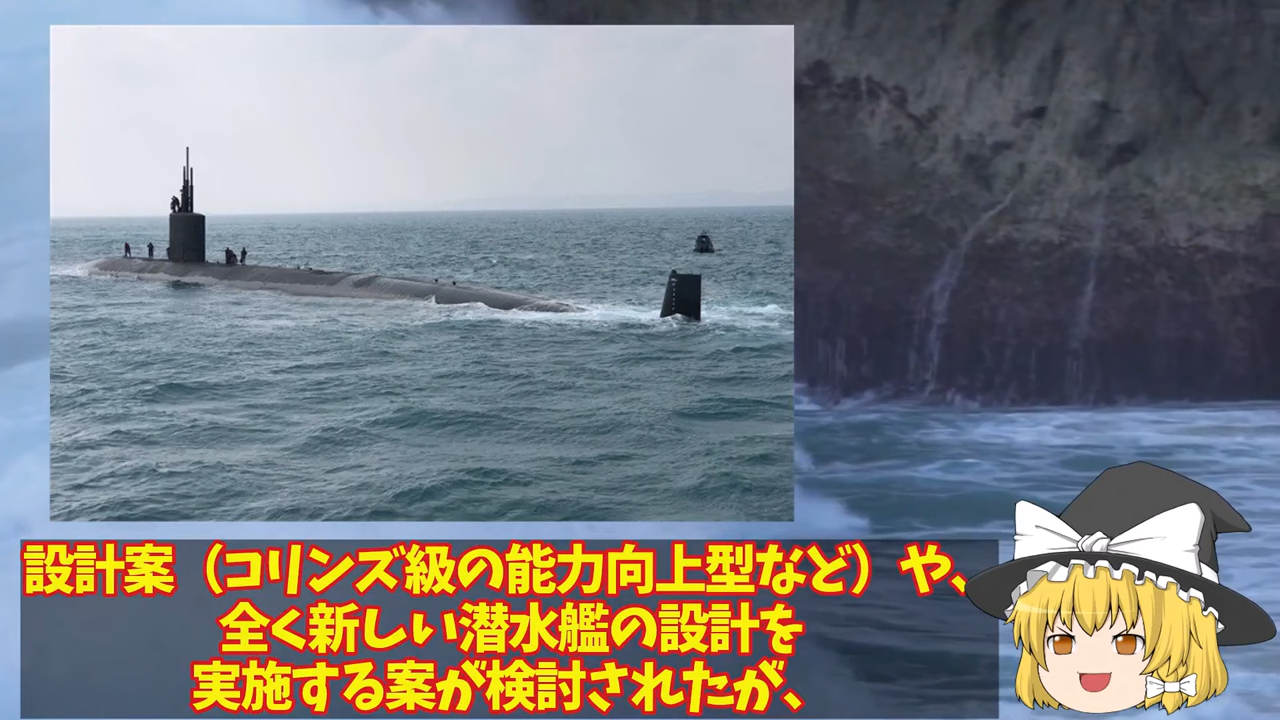 設計案（コリンズ級の能力向上型など）や、
全く新しい潜水艦の設計を
実施する案が検討されたが、